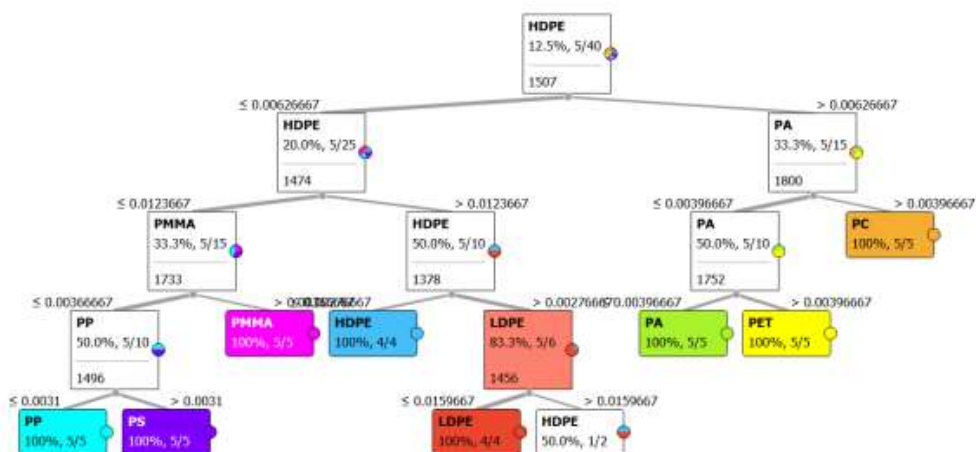 HDPE
12.5%, 5/40
1507
≤ 0.00626667
> 0.00626667
HDPE
20.0%, 5/25
1474
PA
33.3%, 5/15
1800
≤ 0.0123667
> 0.0123667
≤ 0.00396667
> 0.00396667
PMMA
33.3%, 5/15
1733
HDPE
50.0%, 5/10
1378
PA
50.0%, 5/10
1752
PC
100%, 5/5
≤ 0.00366667
> 0.00276667
> 0.00396667
PP
50.0%, 5/10
1496
PMMA
100%, 5/5
HDPE
100%, 4/4
LDPE
83.3%, 5/6
1456
PA
100%, 5/5
PET
100%, 5/5
≤ 0.0031
> 0.0031
≤ 0.0159667
> 0.0159667
PP
100%, 5/5
PS
100%, 5/5
LDPE
100%, 4/4
HDPE
50.0%, 1/2